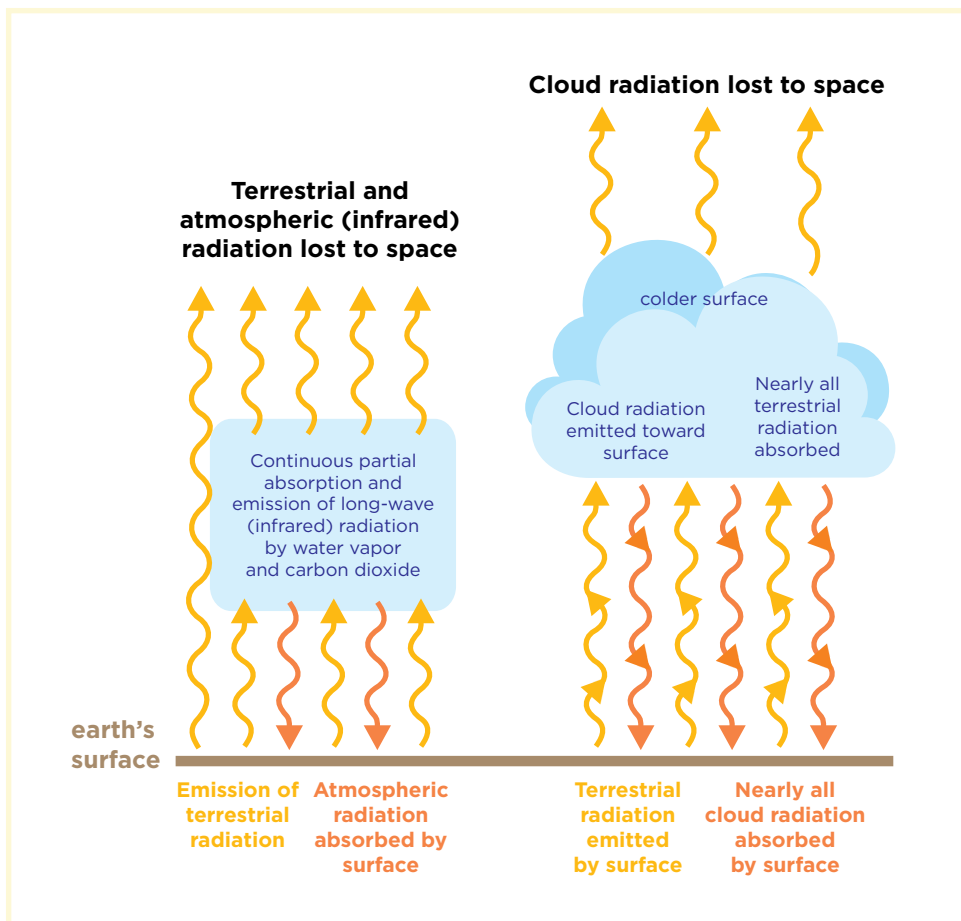 Cloud radiation lost to space
Terrestrial and
atmospheric (infrared)
radiation lost to space
colder surface
Cloud radiation
emitted toward
surface
Nearly all
terrestrial
radiation
absorbed
Continuous partial
absorption and
emission of long-wave
(infrared) radiation
by water vapor
and carbon dioxide
earth’s
surface
Emission of
terrestrial
radiation
Atmospheric
radiation
absorbed by
surface
Terrestrial
radiation
emitted
by surface
Nearly all
cloud radiation
absorbed
by surface